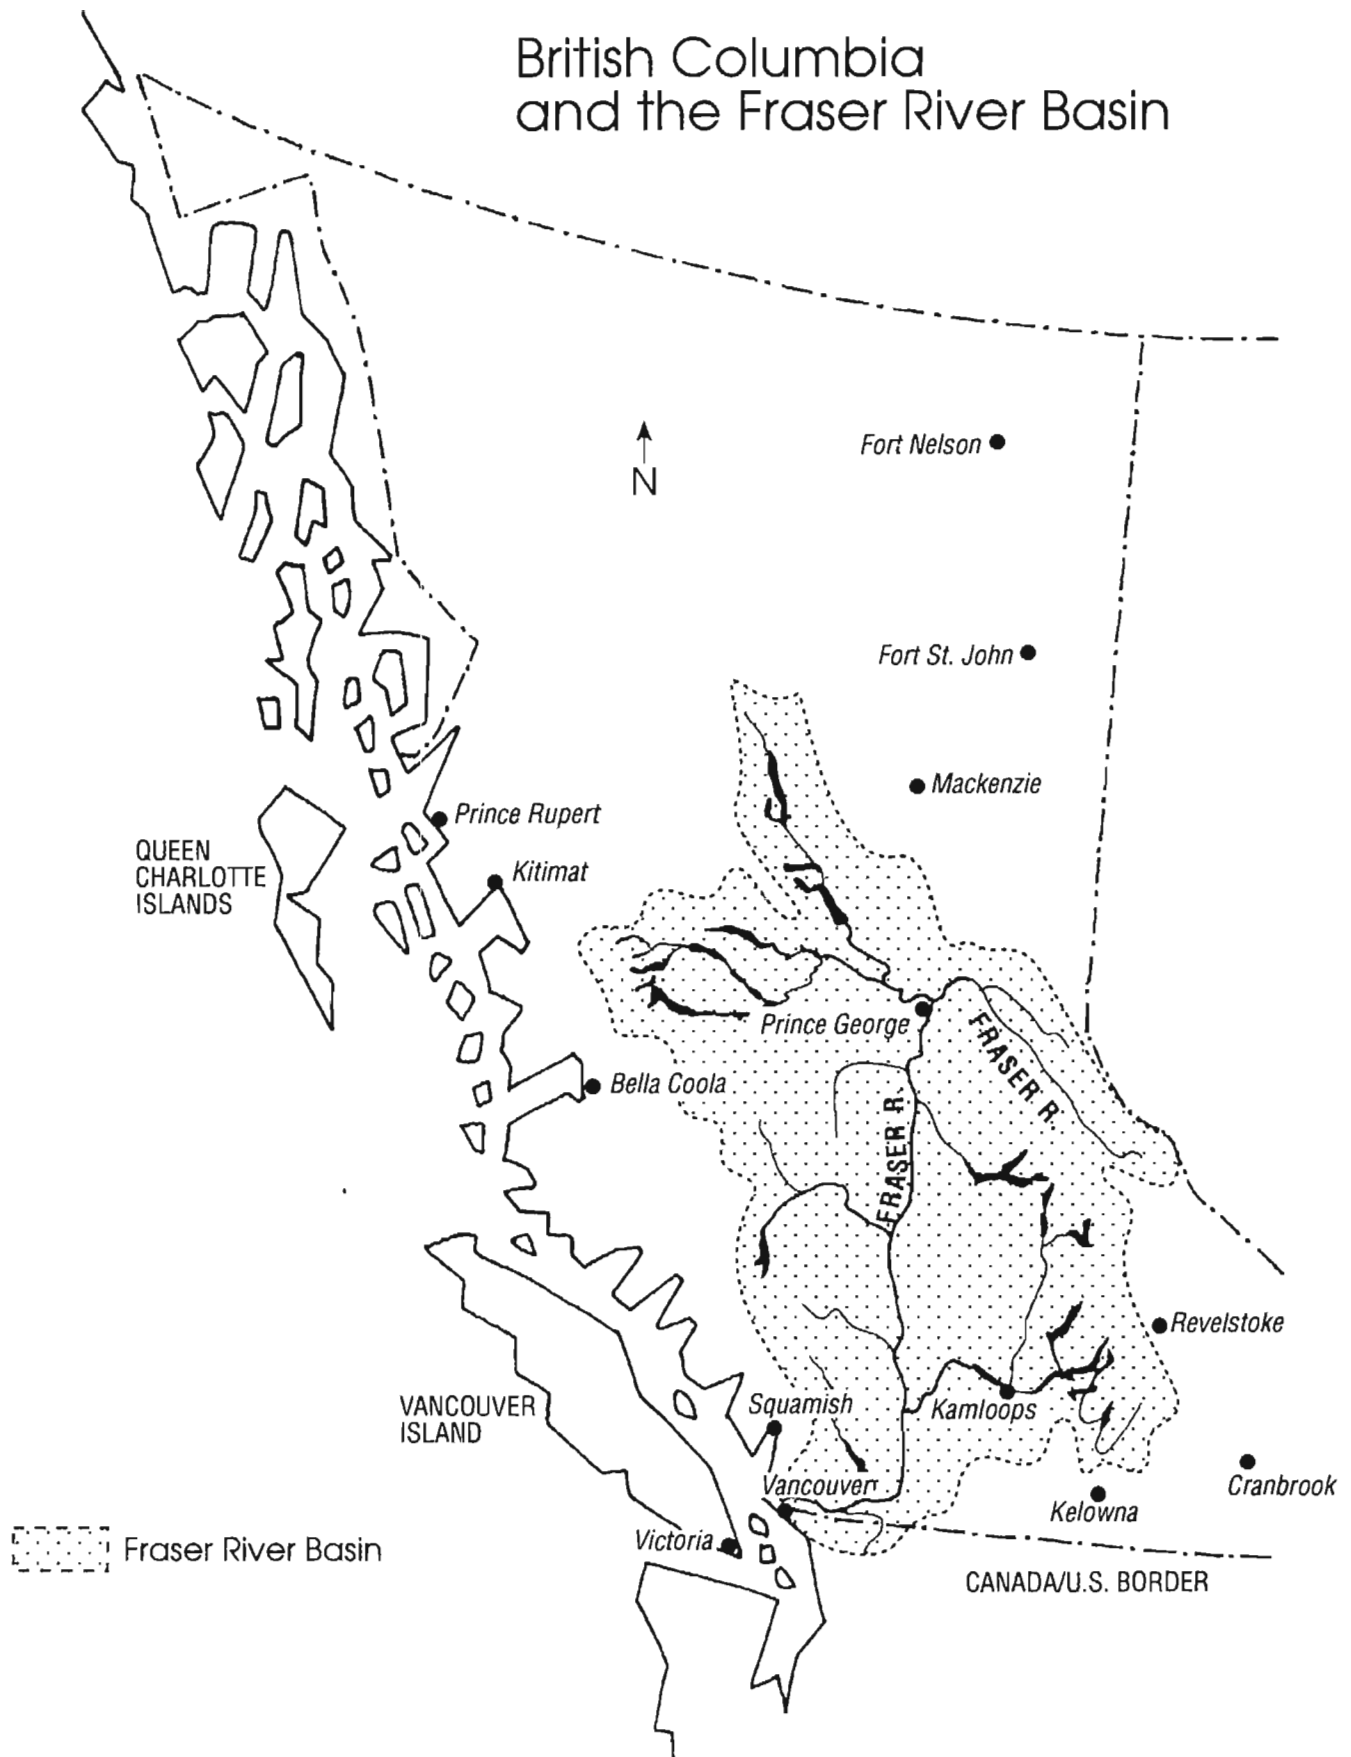 British Columbia
and the Fraser River Basin
Fort Nelson
N
Fort St. John
Mackenzie
Prince Rupert
QUEEN
CHARLOTTE
ISLANDS
Kitimat
Prince George
FRASER R.
Bella Coola
FRASER R.
Revelstoke
VANCOUVER
ISLAND
Squamish
Kamloops
Vancouver
Cranbrook
Kelowna
Victoria
Fraser River Basin
CANADA/U.S. BORDER